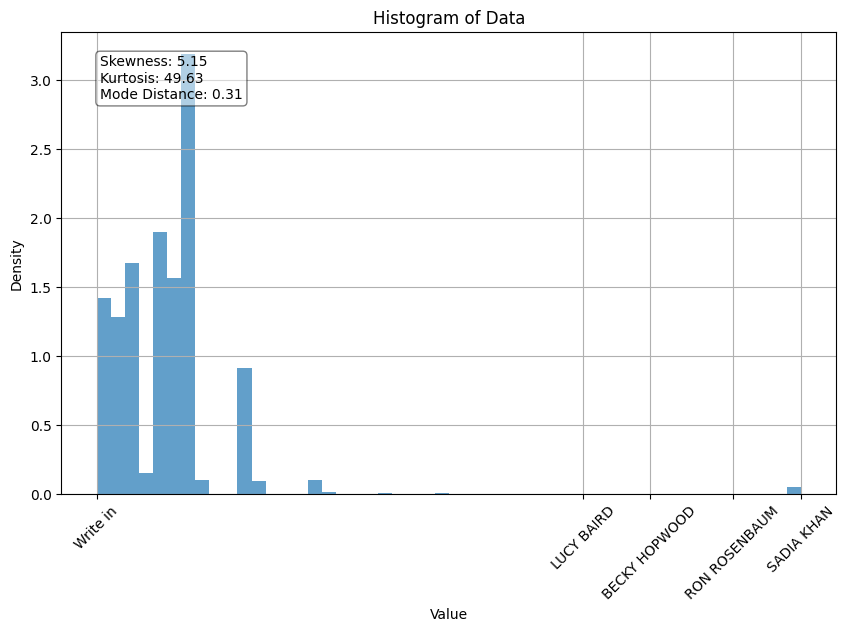 Histogram of Data
Skewness: 5.15
Kurtosis: 49.63
Mode Distance: 0.31
3.0
2.5
2.0
1.5
1.0
0.5
0.0
Density
Write in
LUCY BAIRD
BECKY HOPWOOD
RON ROSENBAUM
SADIA KHAN
Value